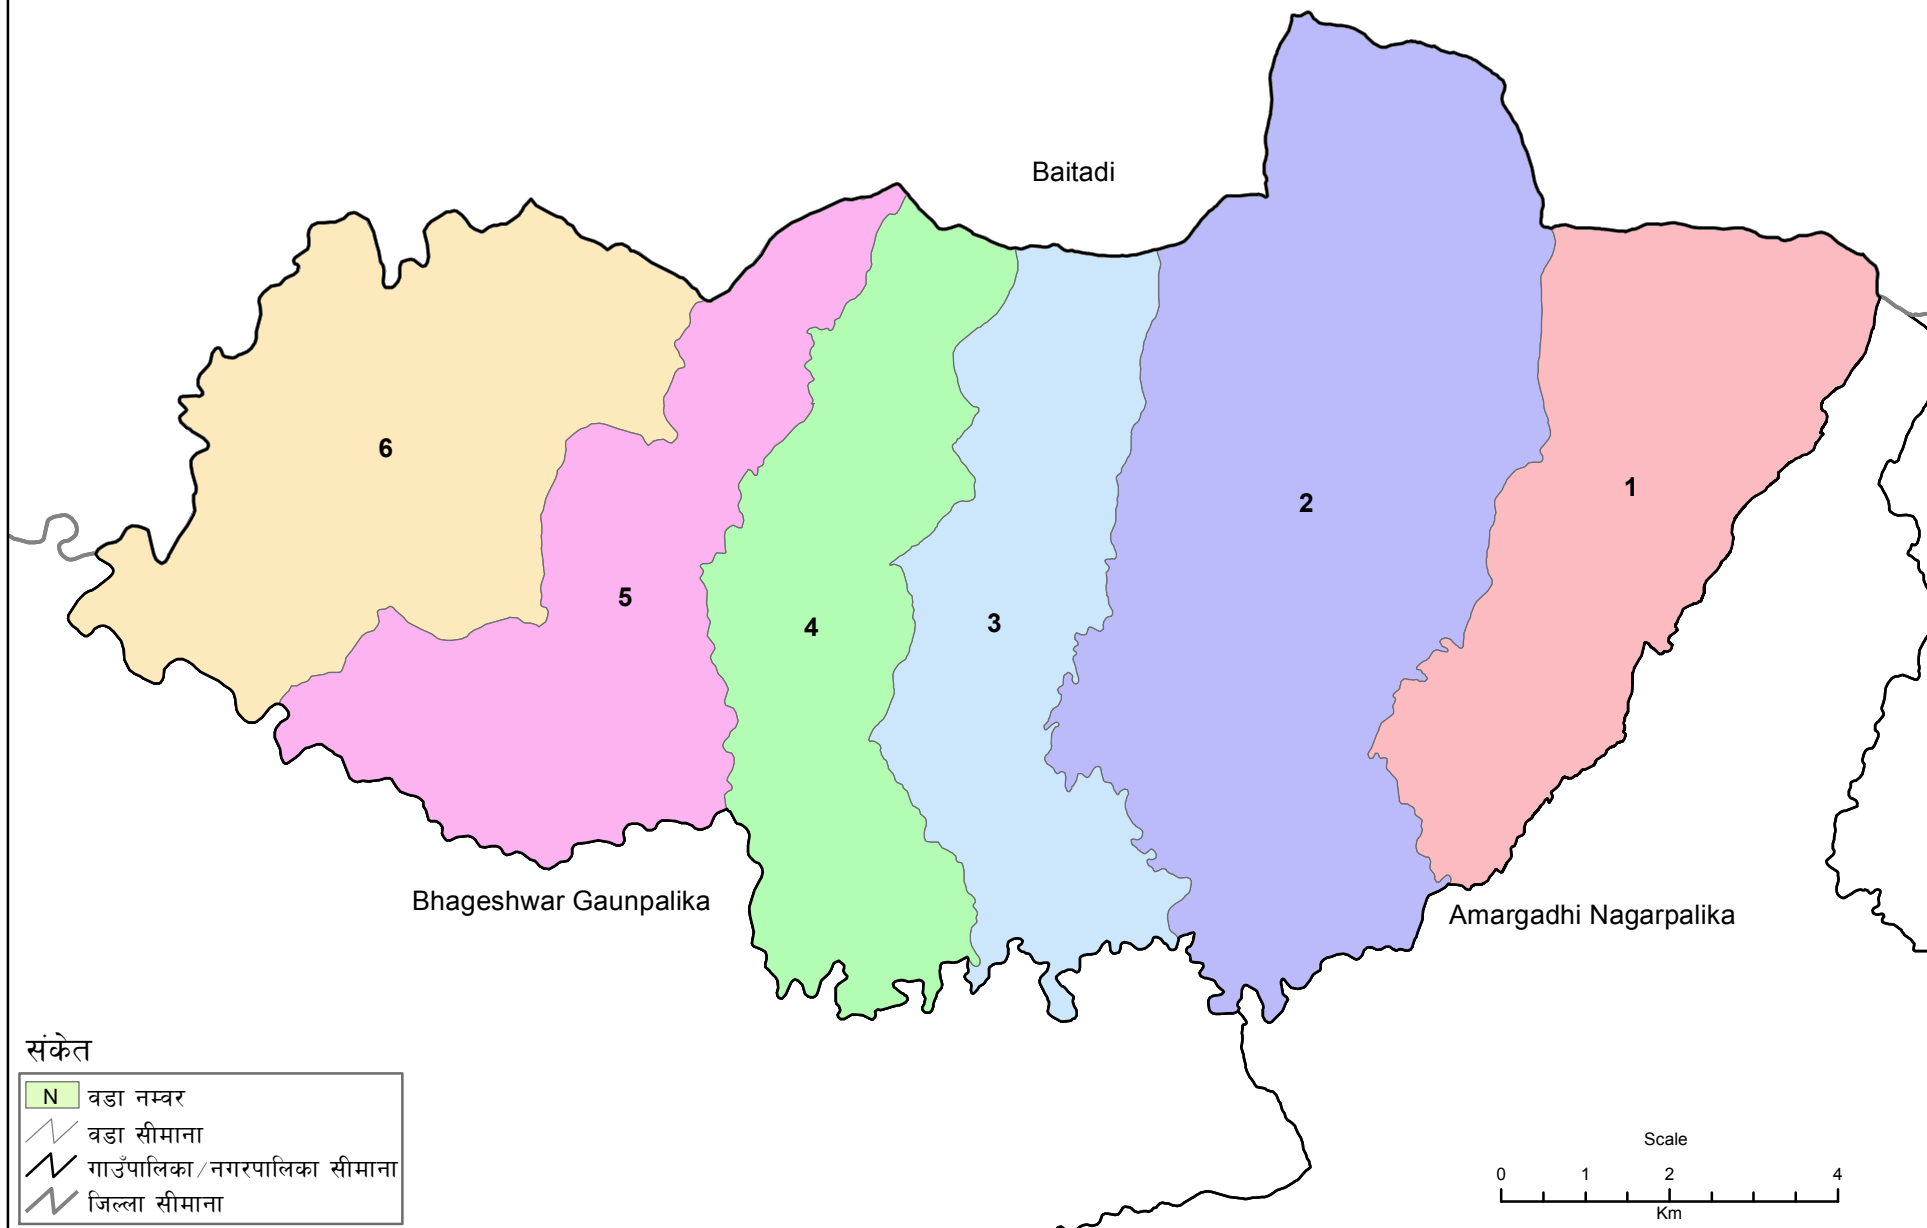 Baitadi
6
1
2
5
3
4
Bhageshwar Gaunpalika
Amargadhi Nagarpalika
संकेत
N वडा नम्वर
वडा सीमाना
गाउँपालिका/नगरपालिका सीमाना
जिल्ला सीमाना
Scale
0 1 2 4
Km